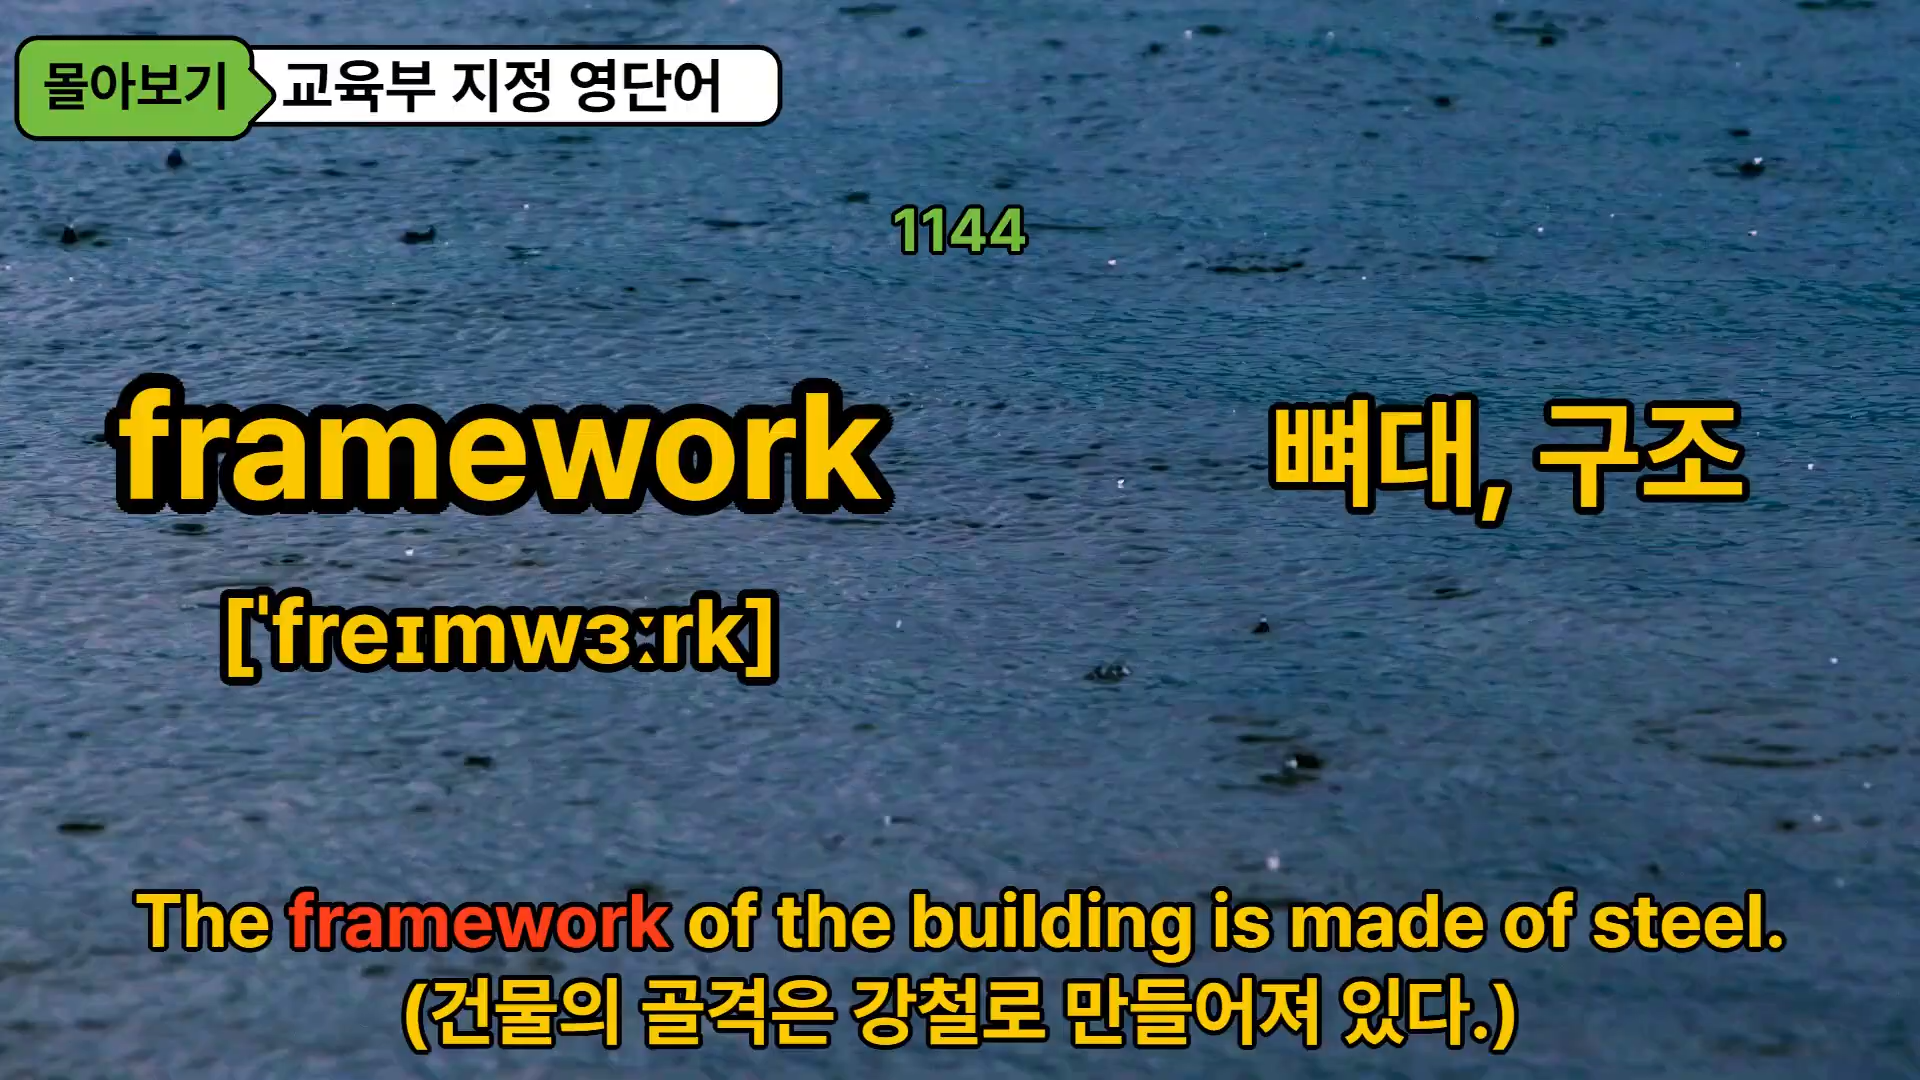 몰아보기 교육부 지정 영단어
1144
framework 뼈대, 구조
[ˈfreɪmwɜːrk]
The framework of the building is made of steel.
(건물의 골격은 강철로 만들어져 있다.)